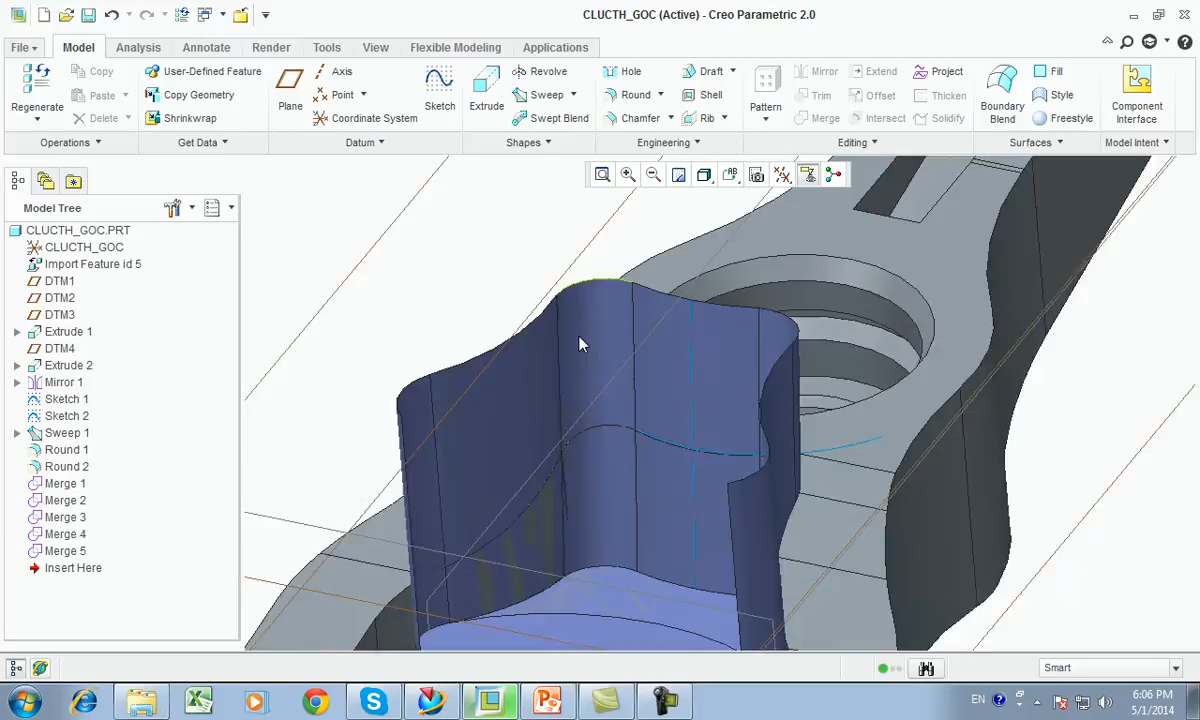 CLUCTH_GOC (Active) - Creo Parametric 2.0
File Model Analysis Annotate Render Tools View Flexible Modeling Applications
Regenerate
Copy
Paste
Delete
Operations
User-Defined Feature
Copy Geometry
Shrinkwrap
Get Data
Plane
Axis
Point
Coordinate System
Sketch
Datum
Extrude
Revolve
Sweep
Swept Blend
Shapes
Hole
Round
Chamfer
Draft
Shell
Rib
Engineering
Pattern
Mirror
Trim
Merge
Extend
Offset
Intersect
Project
Thicken
Solidify
Editing
Boundary
Blend
Fill
Style
Freestyle
Surfaces
Component
Interface
Model Intent
Model Tree
CLUCTH_GOC.PRT
CLUCTH_GOC
Import Feature id 5
DTM1
DTM2
DTM3
Extrude 1
DTM4
Extrude 2
Mirror 1
Sketch 1
Sketch 2
Sweep 1
Round 1
Round 2
Merge 1
Merge 2
Merge 3
Merge 4
Merge 5
Insert Here
Smart
EN
6:06 PM
5/1/2014